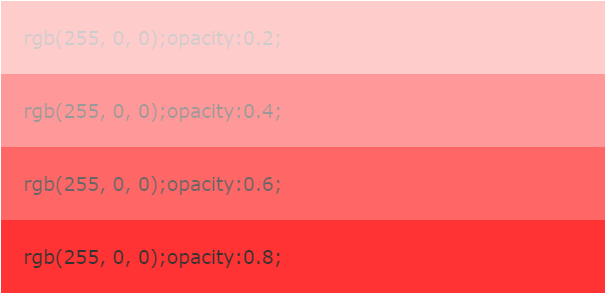 rgb(255, 0, 0);opacity:0.2;
rgb(255, 0, 0);opacity:0.4;
rgb(255, 0, 0);opacity:0.6;
rgb(255, 0, 0);opacity:0.8;